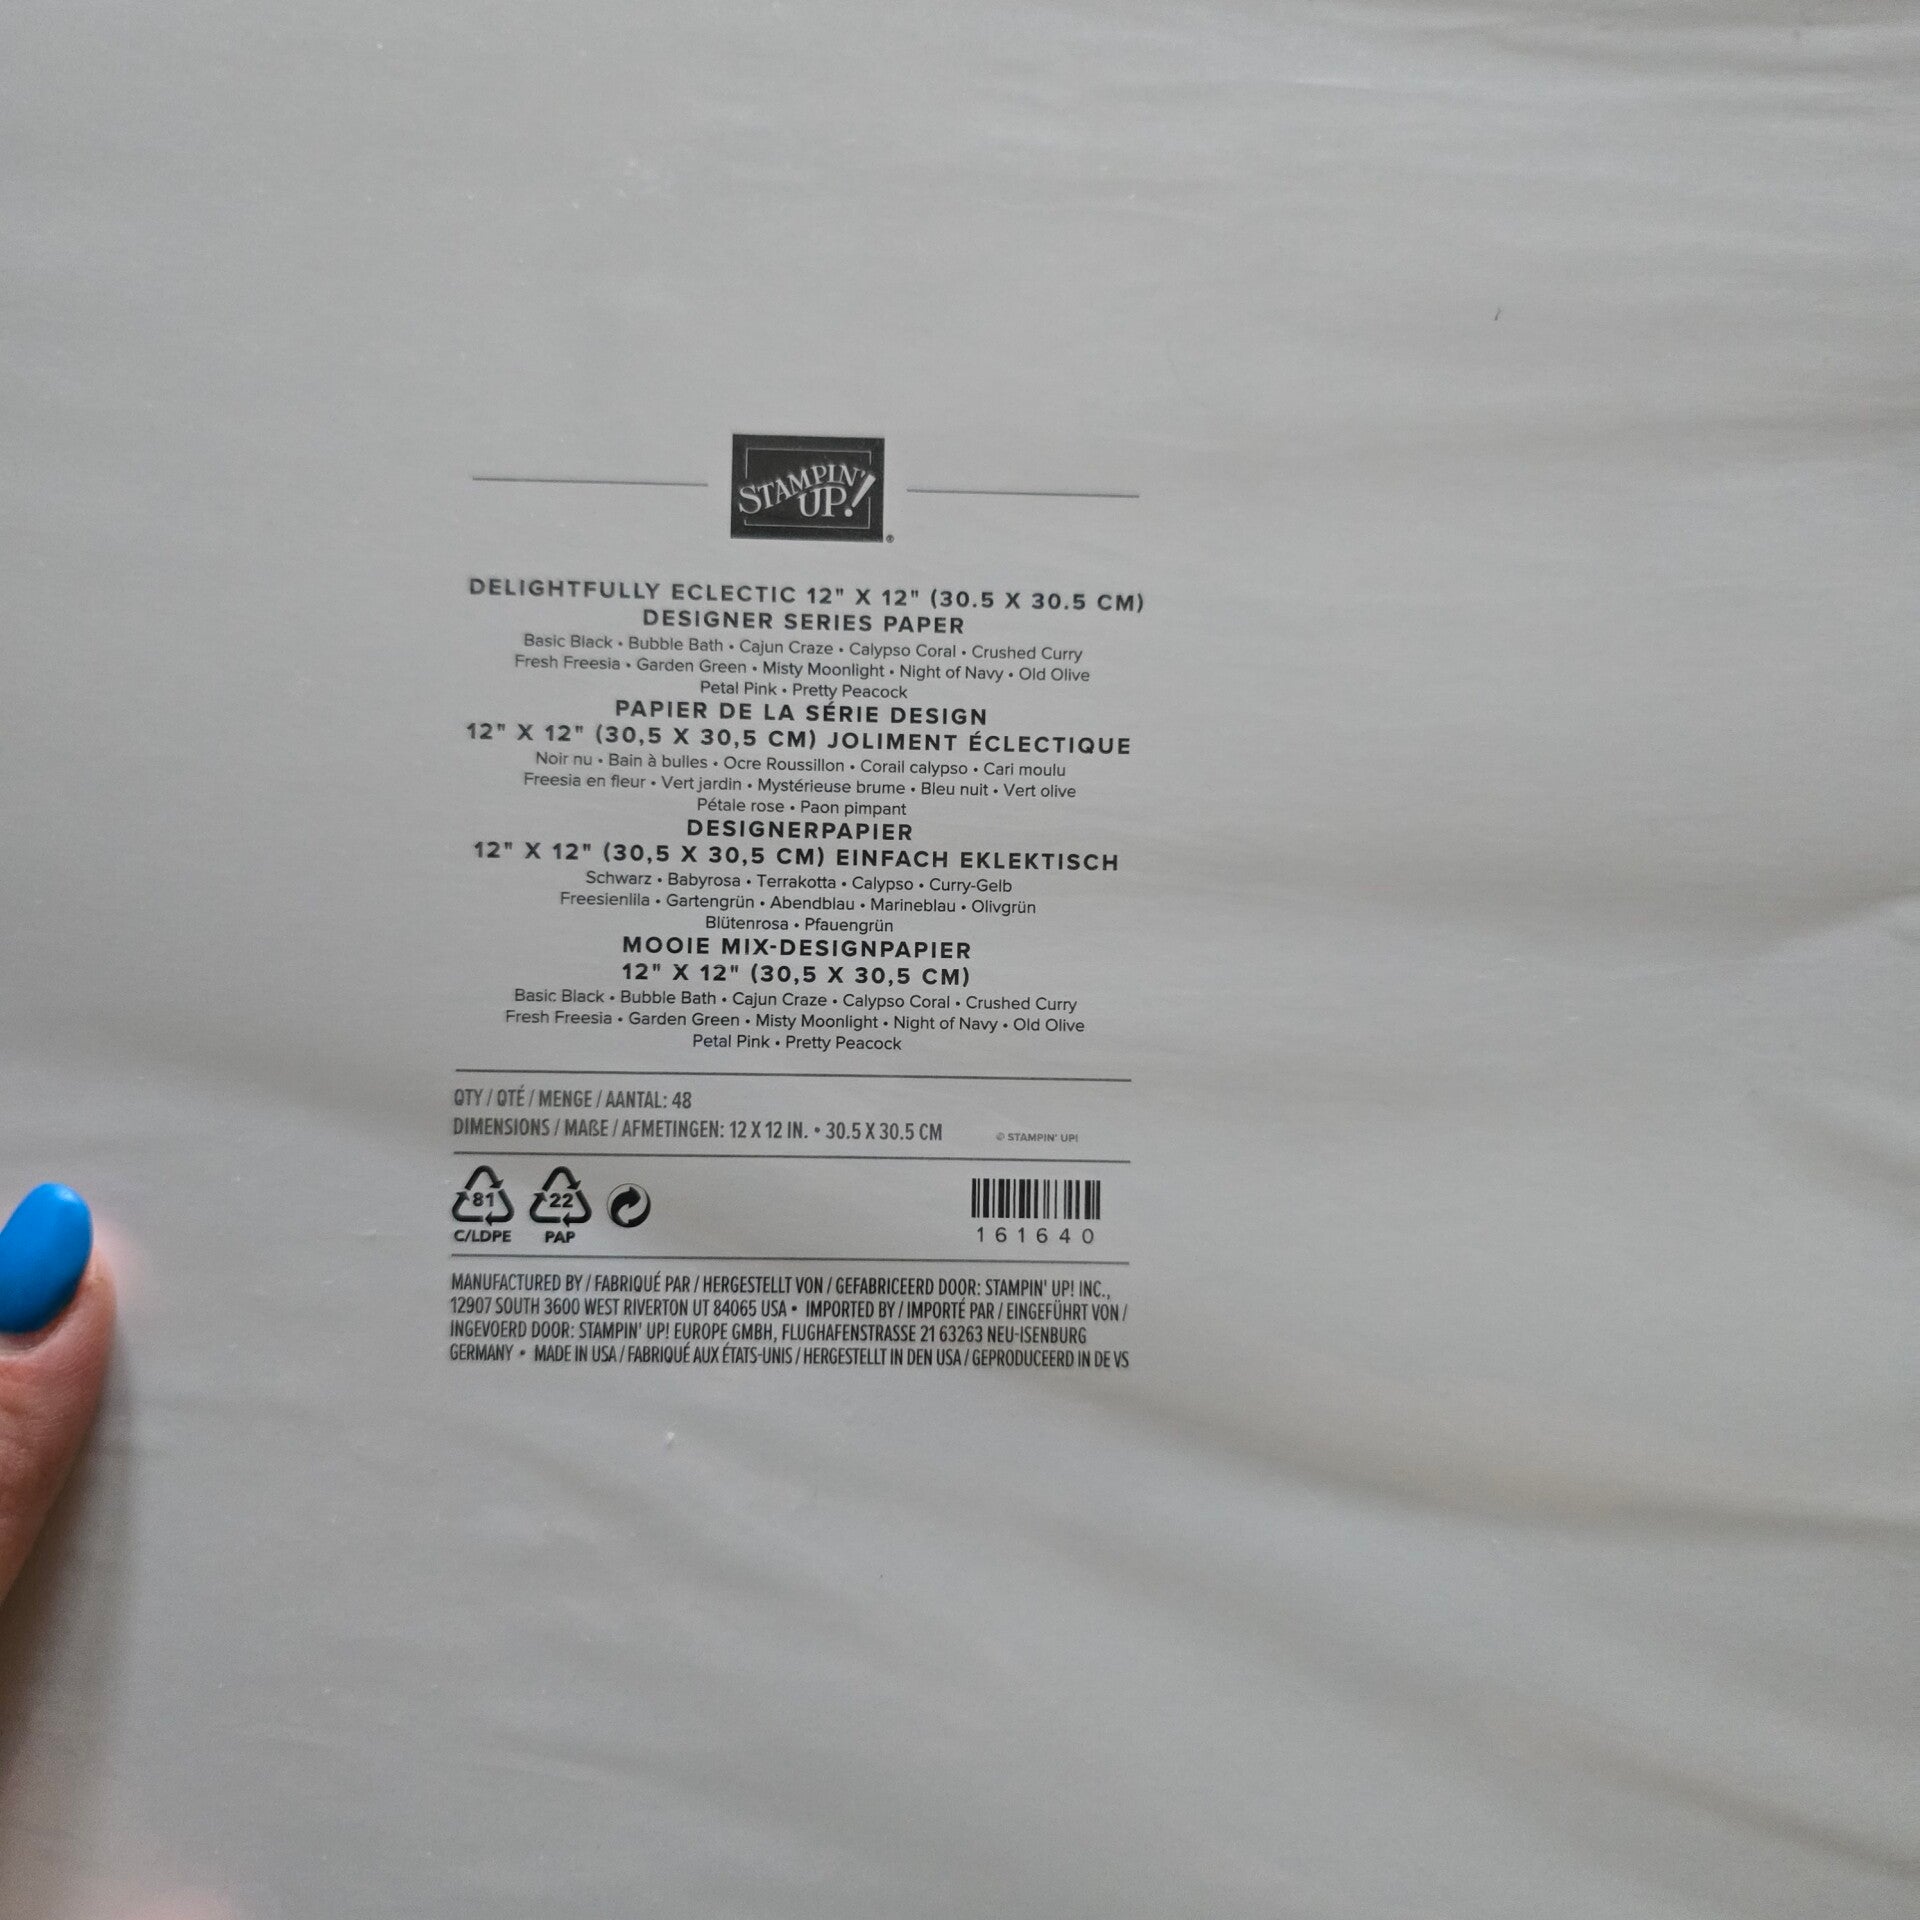 STAMPIN' UP!®
DELIGHTFULLY ECLECTIC 12" X 12" (30.5 X 30.5 CM)
DESIGNER SERIES PAPER
Basic Black • Bubble Bath • Cajun Craze • Calypso Coral • Crushed Curry
Fresh Freesia • Garden Green • Misty Moonlight • Night of Navy • Old Olive
Petal Pink • Pretty Peacock
PAPIER DE LA SÉRIE DESIGN
12" X 12" (30,5 X 30,5 CM) JOLIMENT ÉCLECTIQUE
Noir nu • Bain à bulles • Ocre Roussillon • Corail calypso • Cari moulu
Freesia en fleur • Vert jardin • Mystérieuse brume • Bleu nuit • Vert olive
Pétale rose • Paon pimpant
DESIGNERPAPIER
12" X 12" (30,5 X 30,5 CM) EINFACH EKLEKTISCH
Schwarz • Babyrosa • Terrakotta • Calypso • Curry-Gelb
Freesienlila • Gartengrün • Abendblau • Marineblau • Olivgrün
Blütenrosa • Pfauengrün
MOOIE MIX-DESIGNPAPIER
12" X 12" (30,5 X 30,5 CM)
Basic Black • Bubble Bath • Cajun Craze • Calypso Coral • Crushed Curry
Fresh Freesia • Garden Green • Misty Moonlight • Night of Navy • Old Olive
Petal Pink • Pretty Peacock
QTY / QTÉ / MENGE / AANTAL: 48
DIMENSIONS / MAßE / AFMETINGEN: 12 X 12 IN. • 30.5 X 30.5 CM
© STAMPIN' UP!
81 22
C/LDPE PAP
161640
MANUFACTURED BY / FABRIQUÉ PAR / HERGESTELLT VON / GEFABRICEERD DOOR: STAMPIN' UP! INC.,
12907 SOUTH 3600 WEST RIVERTON UT 84065 USA • IMPORTED BY / IMPORTÉ PAR / EINGEFÜHRT VON /
INGEVOERD DOOR: STAMPIN' UP! EUROPE GMBH, FLUGHAFENSTRASSE 21 63263 NEU-ISENBURG
GERMANY • MADE IN USA / FABRIQUÉ AUX ÉTATS-UNIS / HERGESTELLT IN DEN USA / GEPRODUCEERD IN DE VS